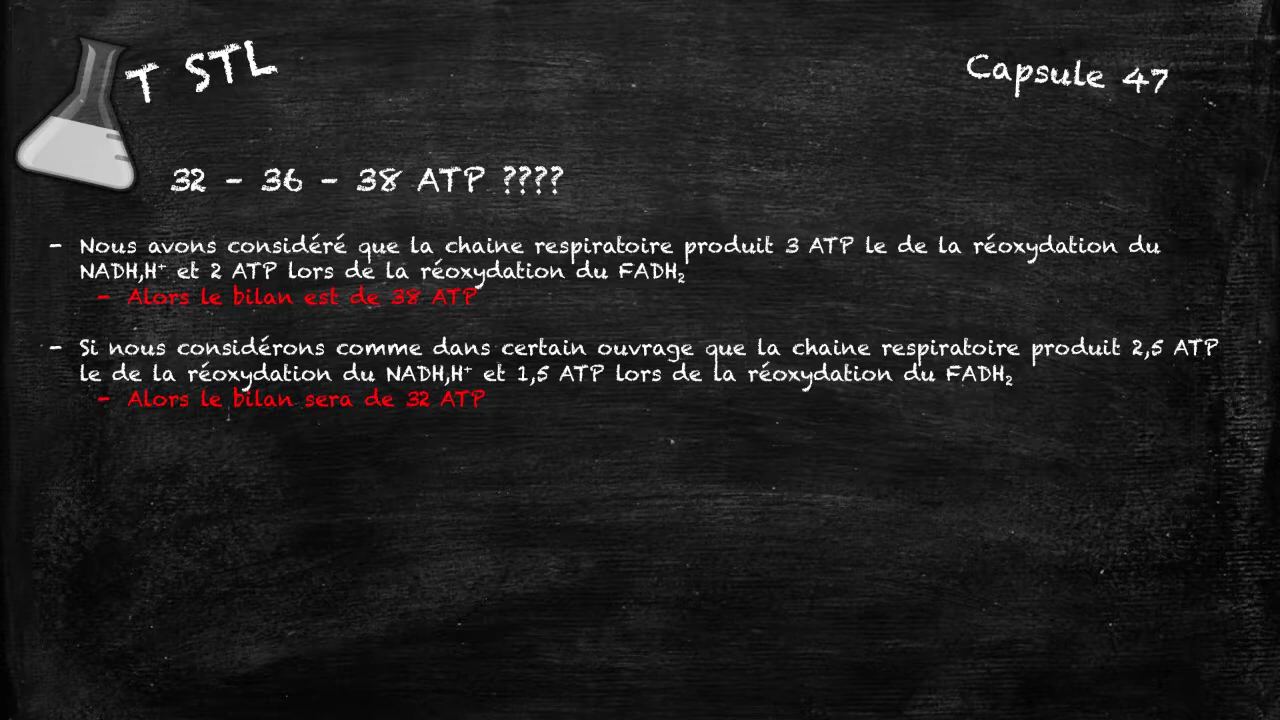 T STL
Capsule 47
32 - 36 - 38 ATP ????
- Nous avons considéré que la chaine respiratoire produit 3 ATP le de la réoxydation du
NADH,H⁺ et 2 ATP lors de la réoxydation du FADH₂
- Alors le bilan est de 38 ATP
- Si nous considérons comme dans certain ouvrage que la chaine respiratoire produit 2,5 ATP
le de la réoxydation du NADH,H⁺ et 1,5 ATP lors de la réoxydation du FADH₂
- Alors le bilan sera de 32 ATP